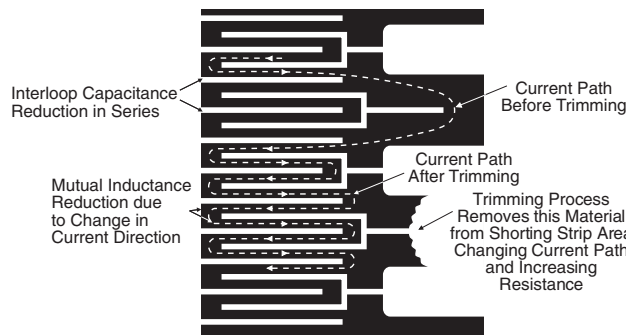 Interloop Capacitance
Reduction in Series
Current Path
Before Trimming
Current Path
After Trimming
Mutual Inductance
Reduction due
to Change in
Current Direction
Trimming Process
Removes this Material
from Shorting Strip Area
Changing Current Path
and Increasing
Resistance